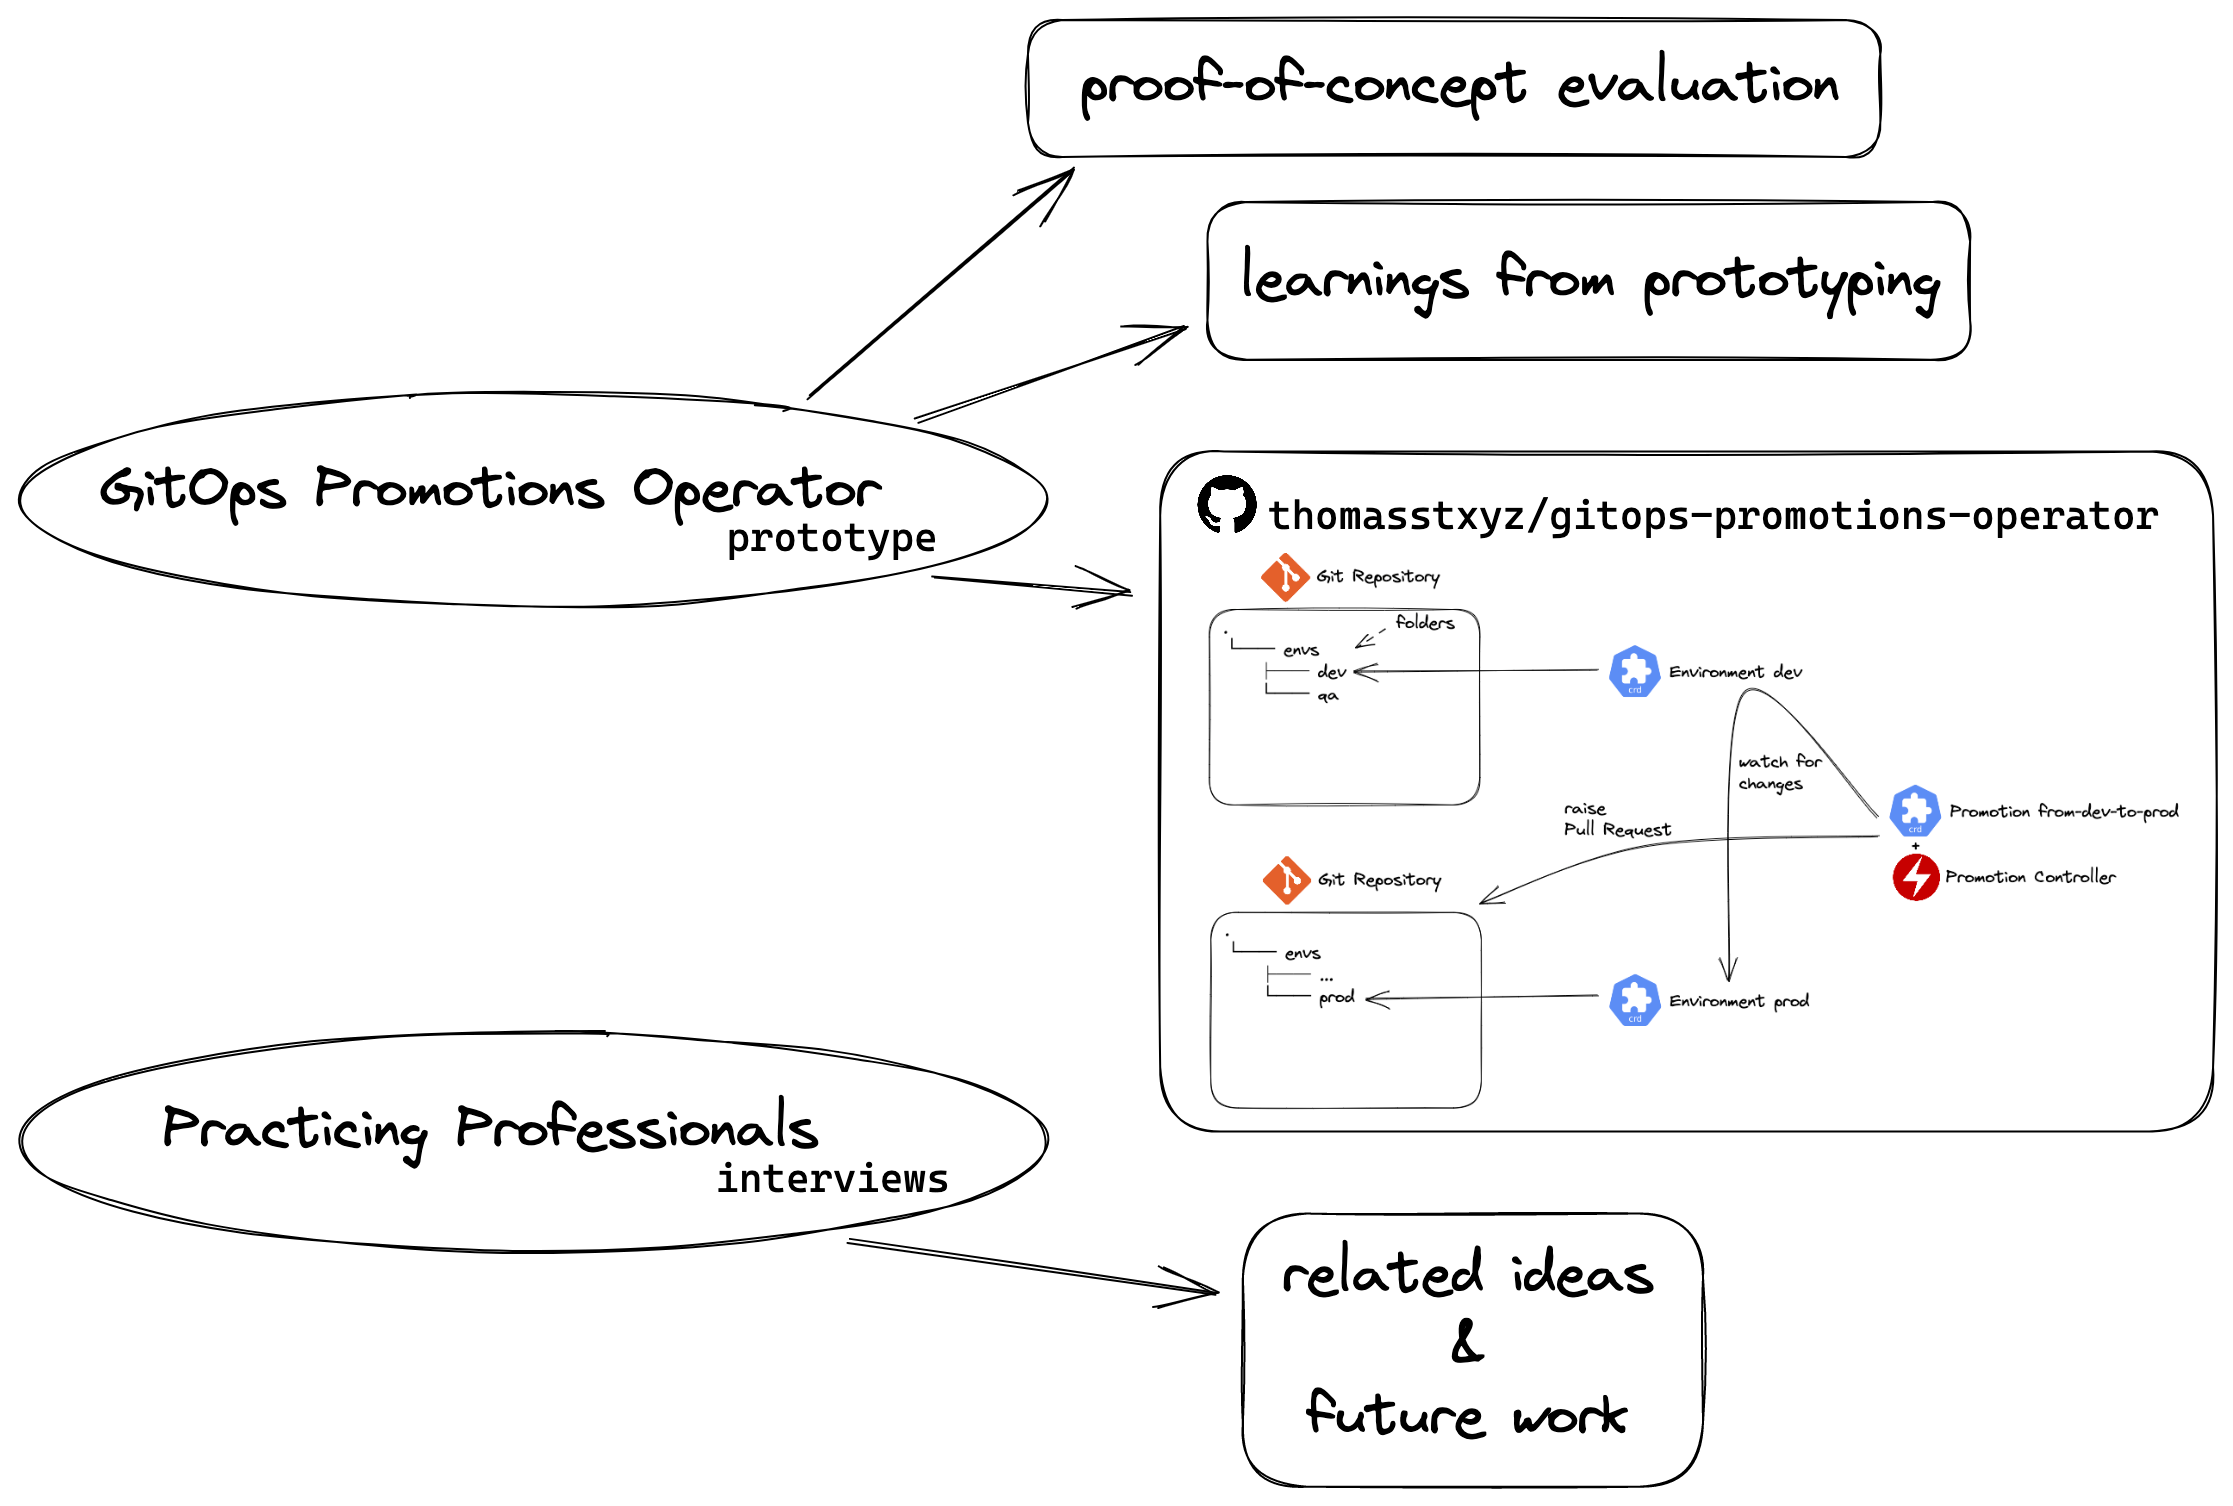 proof-of-concept evaluation
learnings from prototyping
GitOps Promotions Operator
prototype
thomasstxyz/gitops-promotions-operator
Git Repository
folders
.
envs
dev
qa
Environment dev
watch for
changes
raise
Pull Request
Promotion from-dev-to-prod
crd
crd
+
Promotion Controller
Git Repository
.
envs
...
prod
Environment prod
crd
Practicing Professionals
interviews
related ideas
&
future work